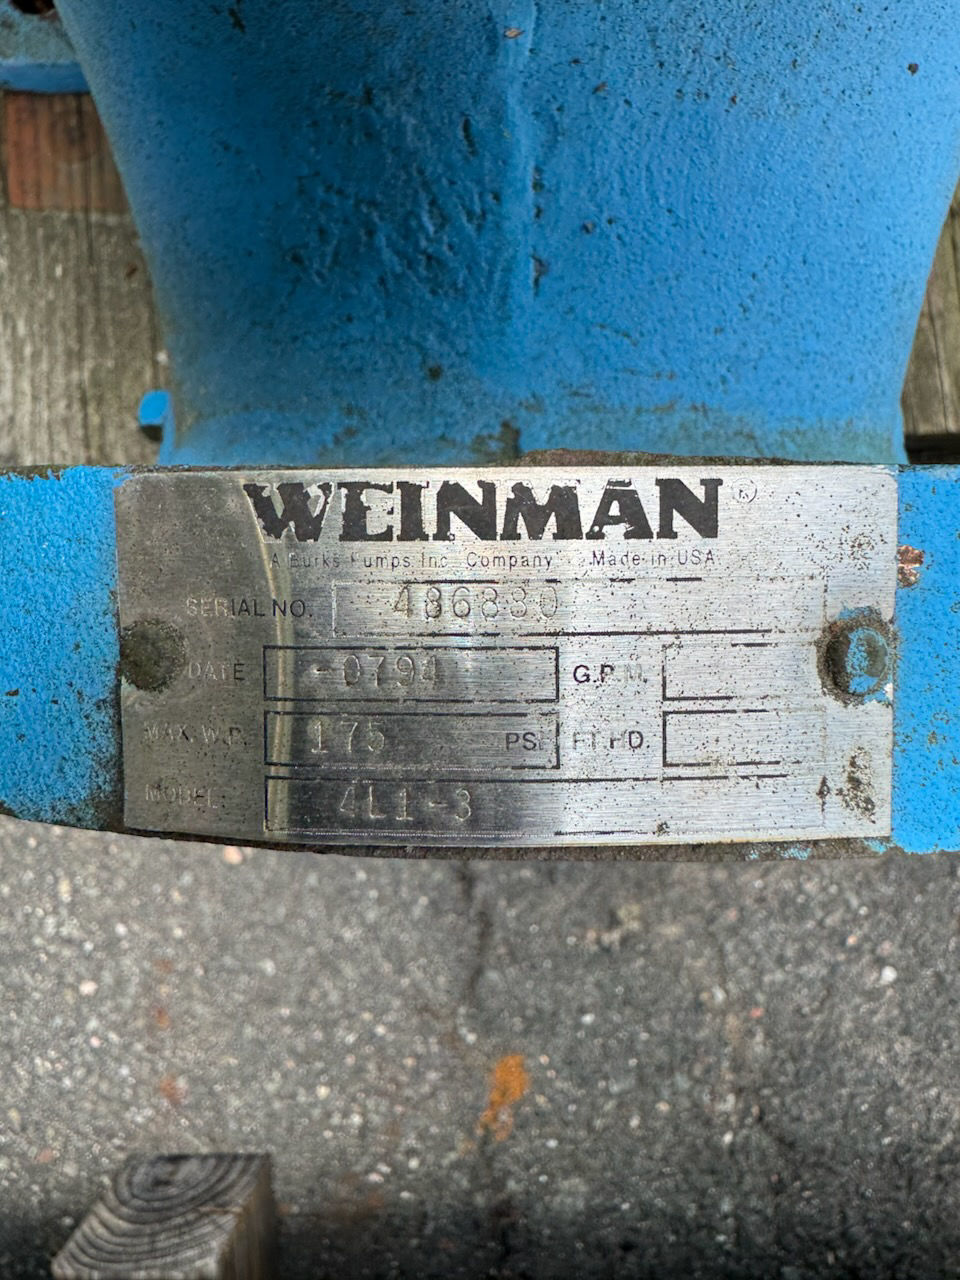 WEINMAN ®
A Burks Pumps Inc. Company Made in USA
SERIAL NO. 486830
DATE -0794 G.P.M.
MAX. W.P. 175 PSI FT. HD.
MODEL: 4L1-3